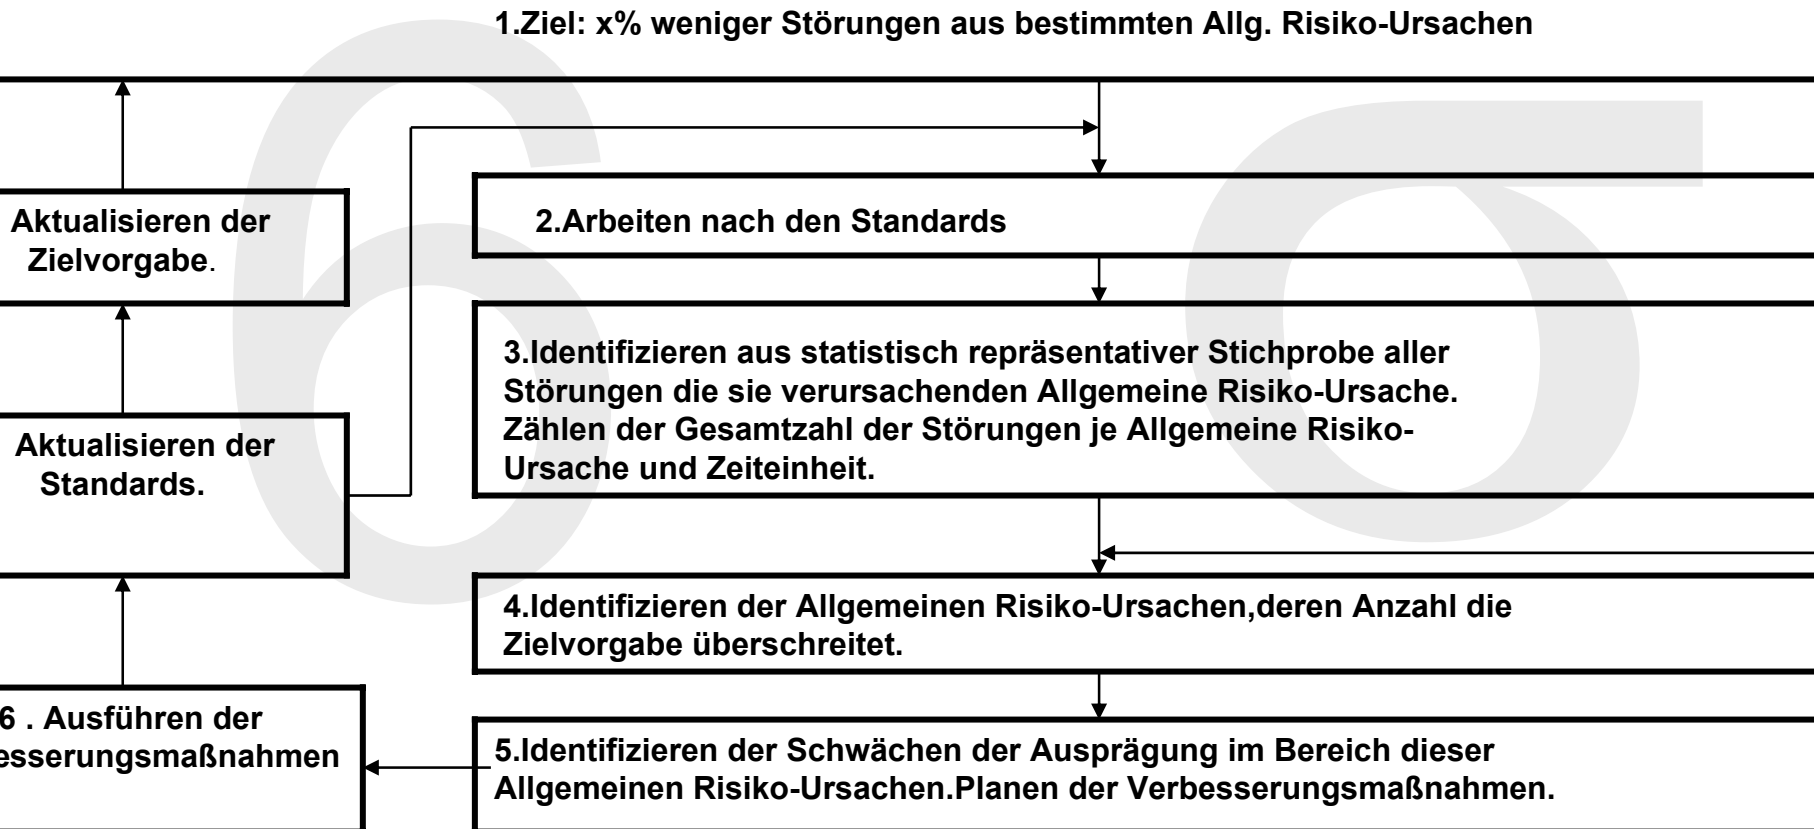 1.Ziel: x% weniger Störungen aus bestimmten Allg. Risiko-Ursachen
Aktualisieren der
Zielvorgabe.
2.Arbeiten nach den Standards
3.Identifizieren aus statistisch repräsentativer Stichprobe aller
Störungen die sie verursachenden Allgemeine Risiko-Ursache.
Zählen der Gesamtzahl der Störungen je Allgemeine Risiko-
Ursache und Zeiteinheit.
Aktualisieren der
Standards.
4.Identifizieren der Allgemeinen Risiko-Ursachen,deren Anzahl die
Zielvorgabe überschreitet.
6 . Ausführen der
esserungsmaßnahmen
5.Identifizieren der Schwächen der Ausprägung im Bereich dieser
Allgemeinen Risiko-Ursachen.Planen der Verbesserungsmaßnahmen.
6σ